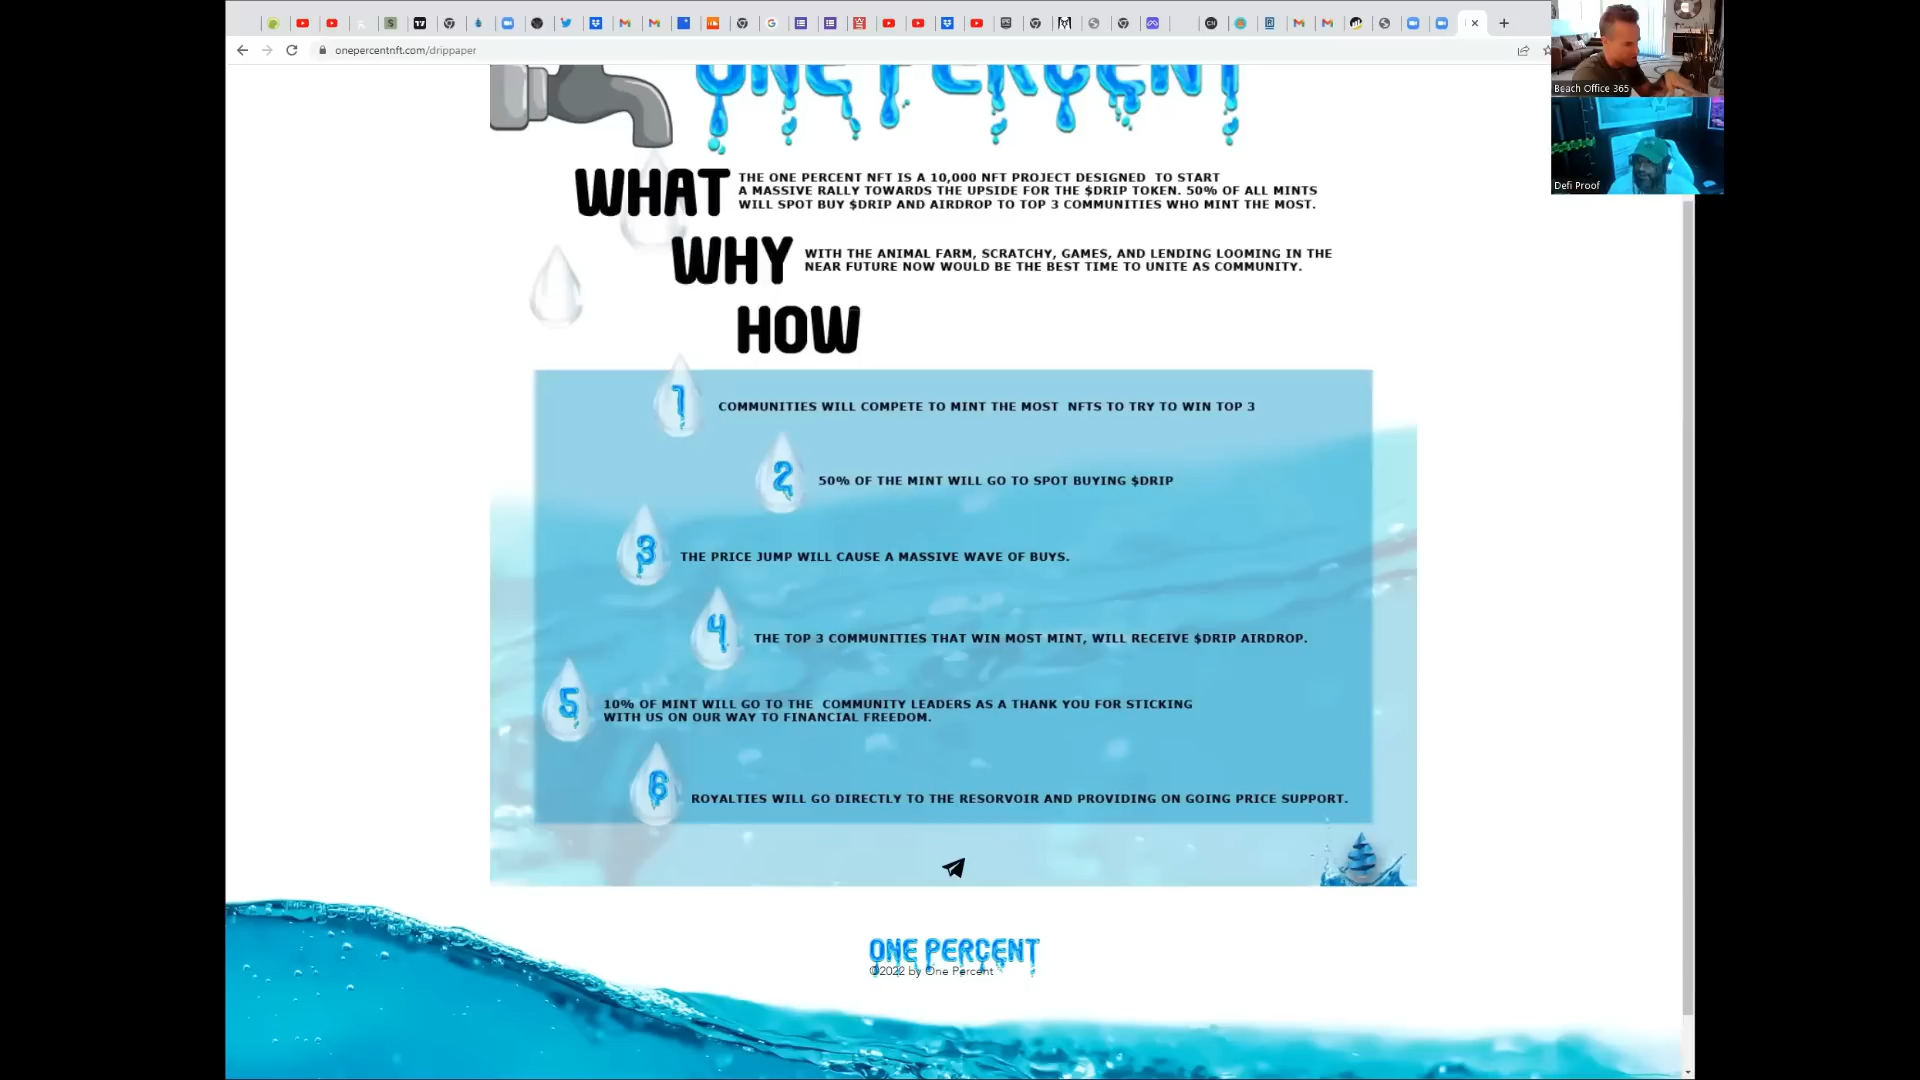 onepercentnft.com/drippaper
Beach Office 365
Defi Proof
ONE PERCENT
WHAT
THE ONE PERCENT NFT IS A 10,000 NFT PROJECT DESIGNED TO START
A MASSIVE RALLY TOWARDS THE UPSIDE FOR THE $DRIP TOKEN. 50% OF ALL MINTS
WILL SPOT BUY $DRIP AND AIRDROP TO TOP 3 COMMUNITIES WHO MINT THE MOST.
WHY
WITH THE ANIMAL FARM, SCRATCHY, GAMES, AND LENDING LOOMING IN THE
NEAR FUTURE NOW WOULD BE THE BEST TIME TO UNITE AS COMMUNITY.
HOW
1 COMMUNITIES WILL COMPETE TO MINT THE MOST NFTS TO TRY TO WIN TOP 3
2 50% OF THE MINT WILL GO TO SPOT BUYING $DRIP
3 THE PRICE JUMP WILL CAUSE A MASSIVE WAVE OF BUYS.
4 THE TOP 3 COMMUNITIES THAT WIN MOST MINT, WILL RECEIVE $DRIP AIRDROP.
5 10% OF MINT WILL GO TO THE COMMUNITY LEADERS AS A THANK YOU FOR STICKING
WITH US ON OUR WAY TO FINANCIAL FREEDOM.
6 ROYALTIES WILL GO DIRECTLY TO THE RESORVOIR AND PROVIDING ON GOING PRICE SUPPORT.
ONE PERCENT
©2022 by One Percent